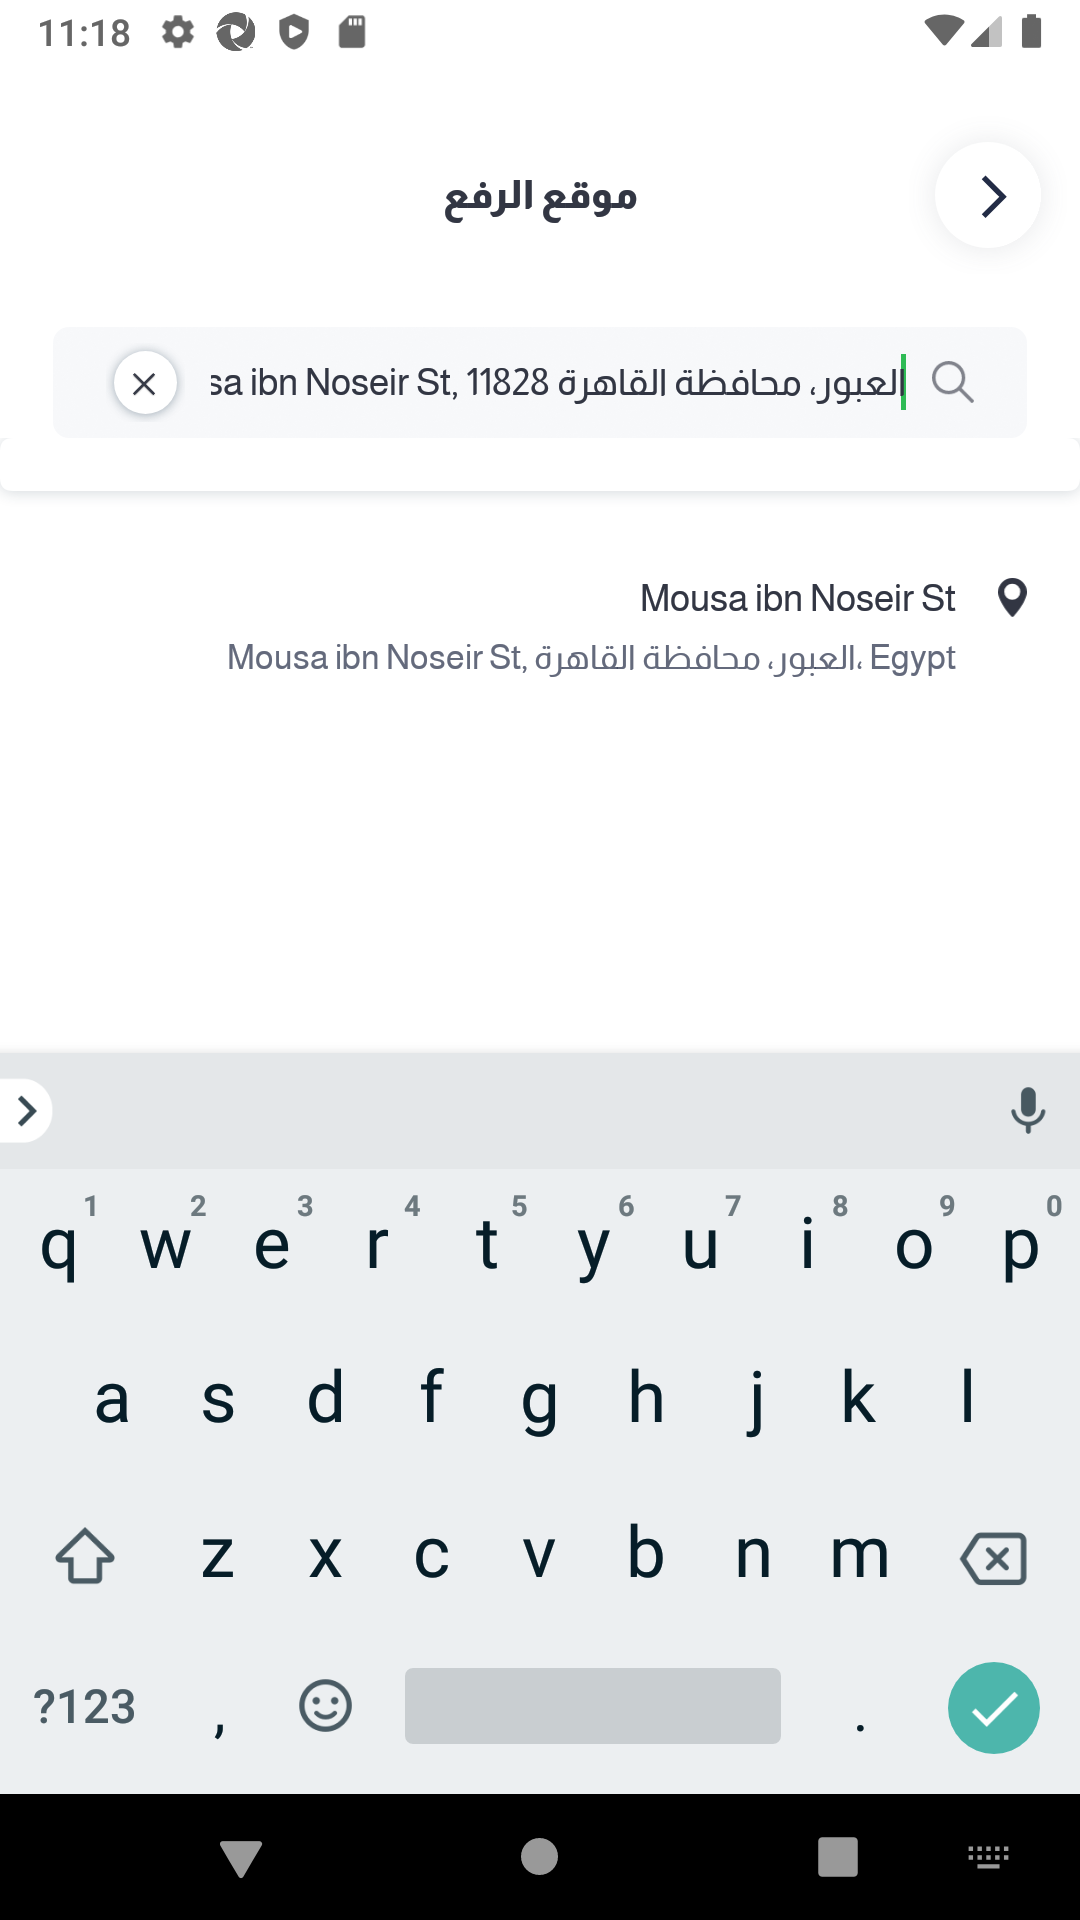 11:18
موقع الرفع
sa ibn Noseir St, العبور، محافظة القاهرة 11828
Mousa ibn Noseir St
Mousa ibn Noseir St, العبور، محافظة القاهرة، Egypt
1 2 3 4 5 6 7 8 9 0
q w e r t y u i o p
a s d f g h j k l
z x c v b n m
?123 , .